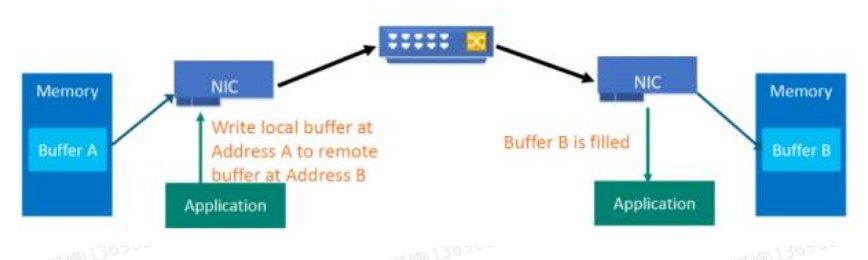 Memory
Buffer A
NIC
Write local buffer at
Address A to remote
buffer at Address B
Application
NIC
Buffer B is filled
Application
Memory
Buffer B